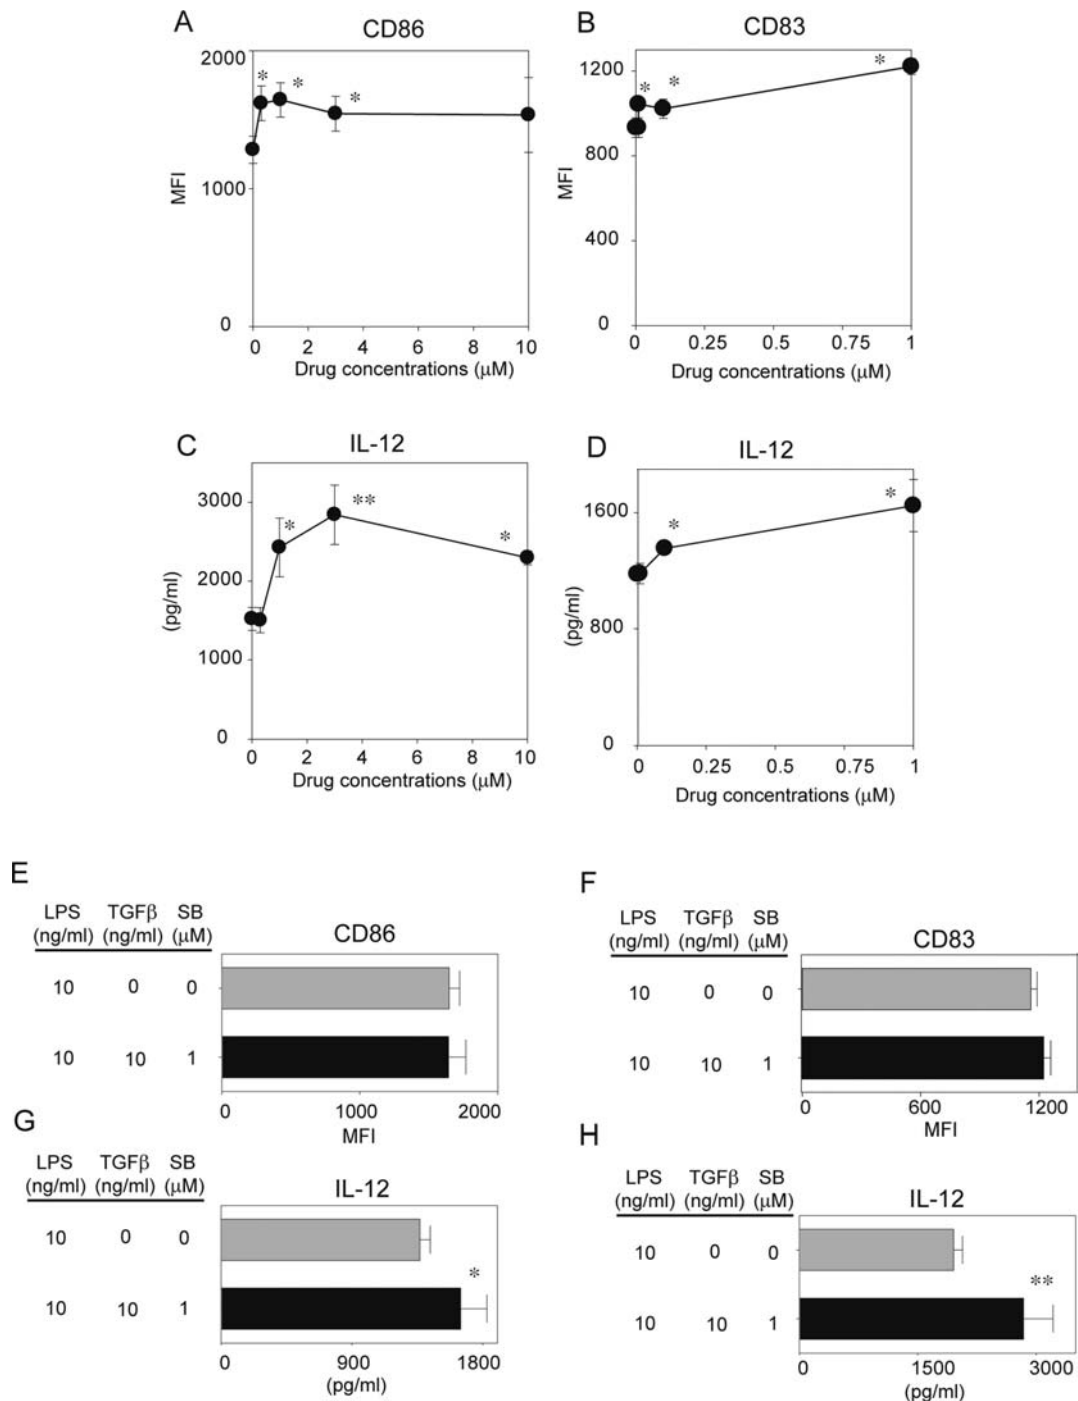 A
CD86
2000
1000
0
MFI
* * *
0 2 4 6 8 10
Drug concentrations (μM)
B
CD83
1200
800
400
0
MFI
* * *
0 0.25 0.5 0.75 1
Drug concentrations (μM)
C
IL-12
3000
2000
1000
0
(pg/ml)
* ** *
0 2 4 6 8 10
Drug concentrations (μM)
D
IL-12
1600
800
0
(pg/ml)
* *
0 0.25 0.5 0.75 1
Drug concentrations (μM)
E
LPS TGFβ SB
(ng/ml) (ng/ml) (μM)
CD86
10 0 0
10 10 1
0 1000 2000
MFI
F
LPS TGFβ SB
(ng/ml) (ng/ml) (μM)
CD83
10 0 0
10 10 1
0 600 1200
MFI
G
LPS TGFβ SB
(ng/ml) (ng/ml) (μM)
IL-12
10 0 0
*
10 10 1
0 900 1800
(pg/ml)
H
LPS TGFβ SB
(ng/ml) (ng/ml) (μM)
IL-12
10 0 0
**
10 10 1
0 1500 3000
(pg/ml)